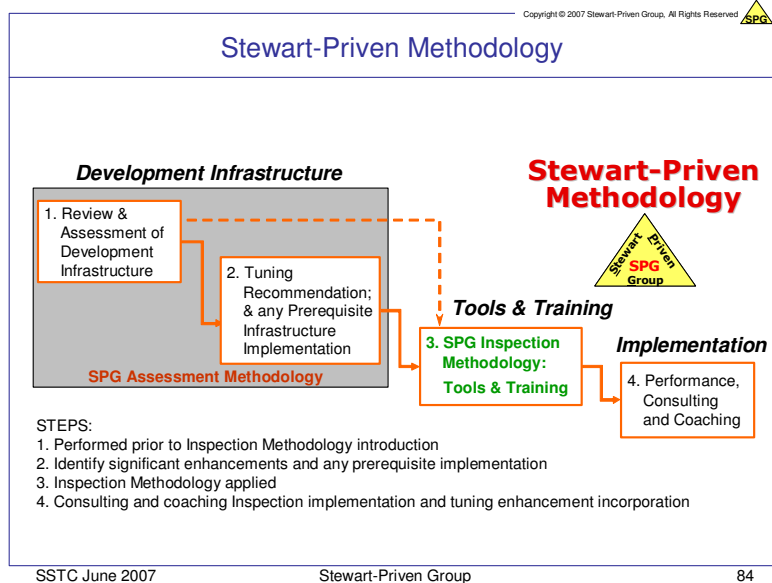 Copyright © 2007 Stewart-Priven Group, All Rights Reserved
SPG
Stewart-Priven Methodology
Development Infrastructure
Stewart-Priven
Methodology
1. Review &
Assessment of
Development
Infrastructure
Stewart Priven
SPG
Group
2. Tuning
Recommendation;
& any Prerequisite
Infrastructure
Implementation
SPG Assessment Methodology
Tools & Training
3. SPG Inspection
Methodology:
Tools & Training
Implementation
4. Performance,
Consulting
and Coaching
STEPS:
1. Performed prior to Inspection Methodology introduction
2. Identify significant enhancements and any prerequisite implementation
3. Inspection Methodology applied
4. Consulting and coaching Inspection implementation and tuning enhancement incorporation
SSTC June 2007 Stewart-Priven Group 84